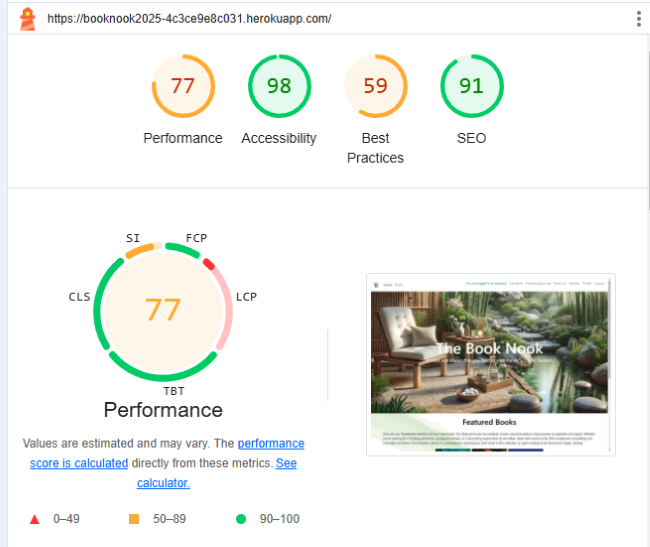 https://booknook2025-4c3ce9e8c031.herokuapp.com/
77
98
59
91
Performance
Accessibility
Best
Practices
SEO
SI
FCP
CLS
LCP
77
TBT
Performance
Values are estimated and may vary. The performance
score is calculated directly from these metrics. See
calculator.
0–49
50–89
90–100
The Book Nook
Featured Books